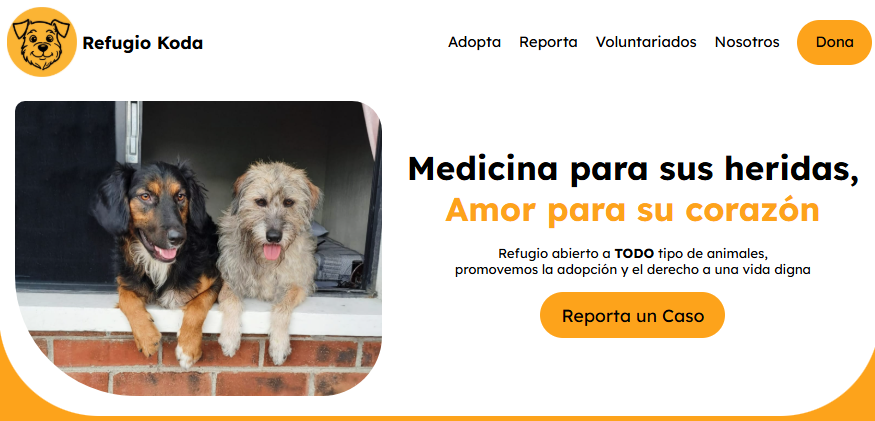 Refugio Koda
Adopta
Reporta
Voluntariados
Nosotros
Dona
Medicina para sus heridas,
Amor para su corazón
Refugio abierto a TODO tipo de animales,
promovemos la adopción y el derecho a una vida digna
Reporta un Caso